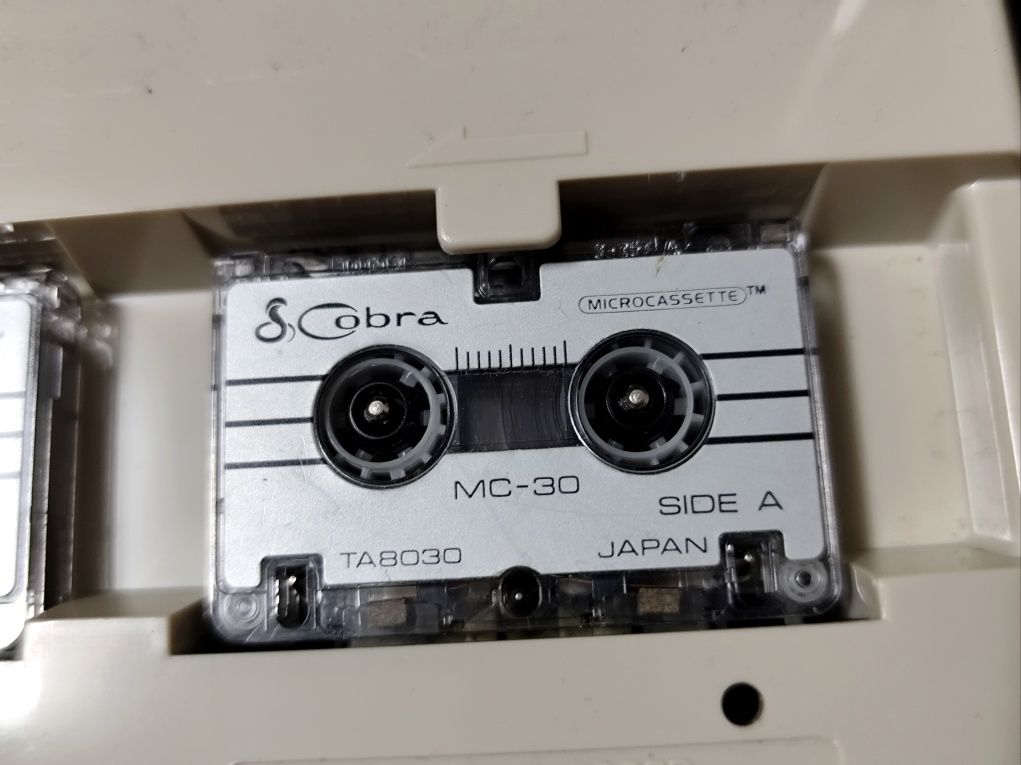 Cobra
MICROCASSETTE™
MC-30
SIDE A
TA8030
JAPAN